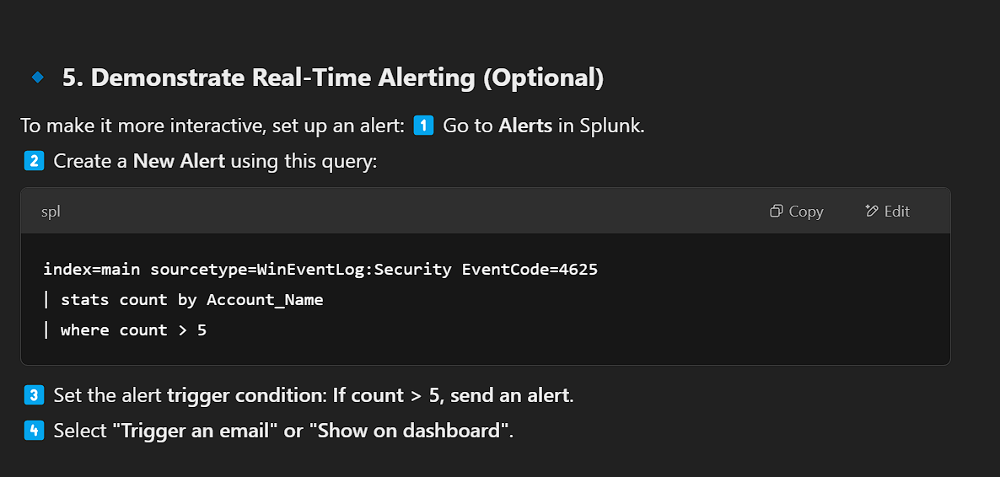 🔹 5. Demonstrate Real-Time Alerting (Optional)
To make it more interactive, set up an alert: 1️⃣ Go to Alerts in Splunk.
2️⃣ Create a New Alert using this query:
spl Copy Edit
index=main sourcetype=WinEventLog:Security EventCode=4625
| stats count by Account_Name
| where count > 5
3️⃣ Set the alert trigger condition: If count > 5, send an alert.
4️⃣ Select "Trigger an email" or "Show on dashboard".